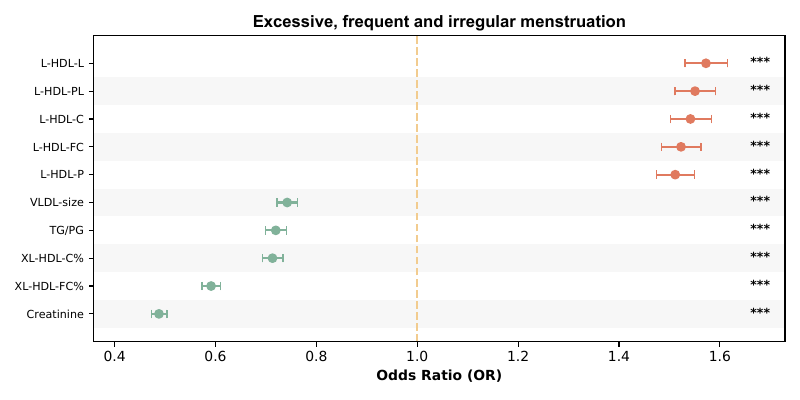 Excessive, frequent and irregular menstruation
L-HDL-L ***
L-HDL-PL ***
L-HDL-C ***
L-HDL-FC ***
L-HDL-P ***
VLDL-size ***
TG/PG ***
XL-HDL-C% ***
XL-HDL-FC% ***
Creatinine ***
0.4 0.6 0.8 1.0 1.2 1.4 1.6
Odds Ratio (OR)